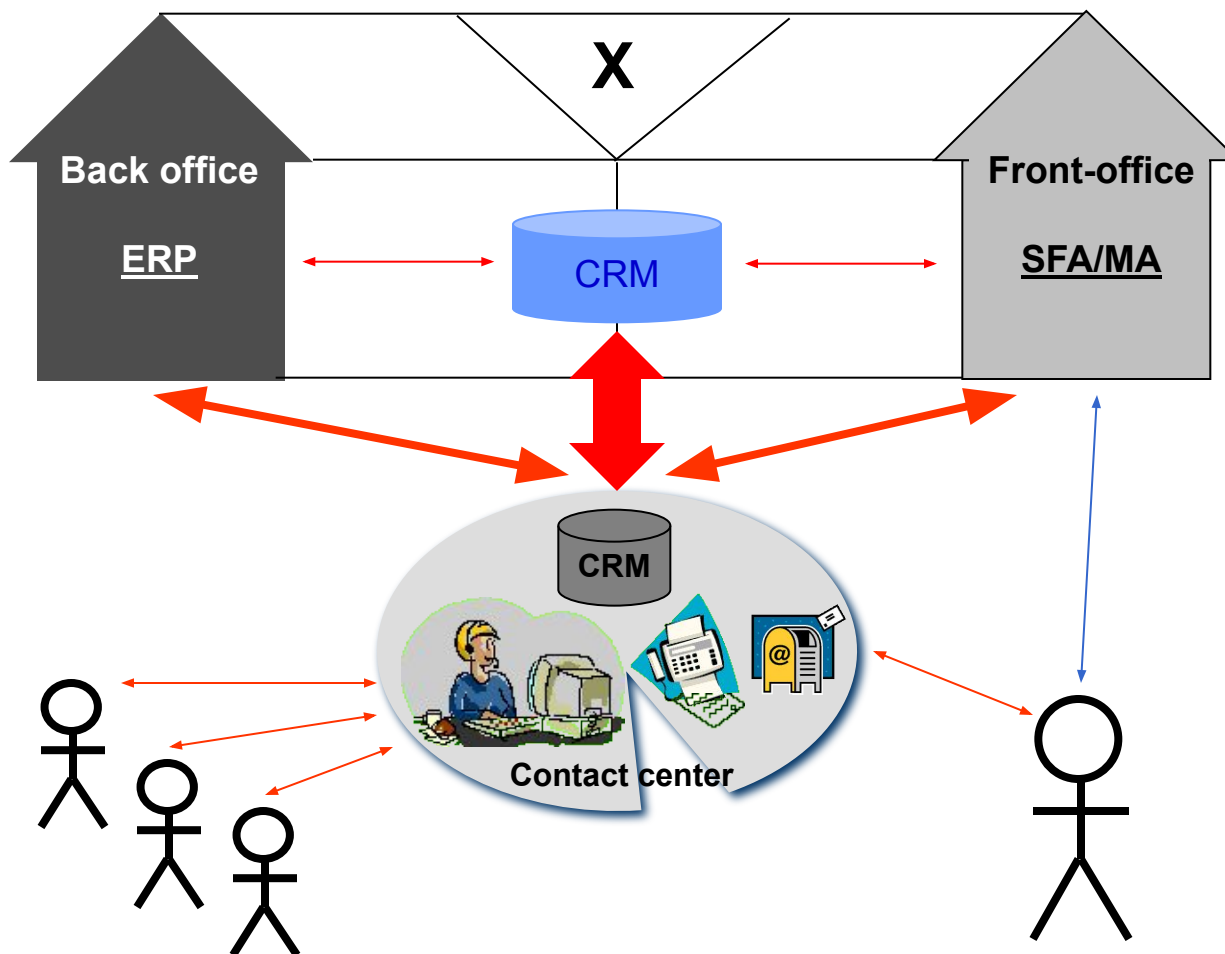 X
Back office
ERP
CRM
Front-office
SFA/MA
CRM
@
Contact center